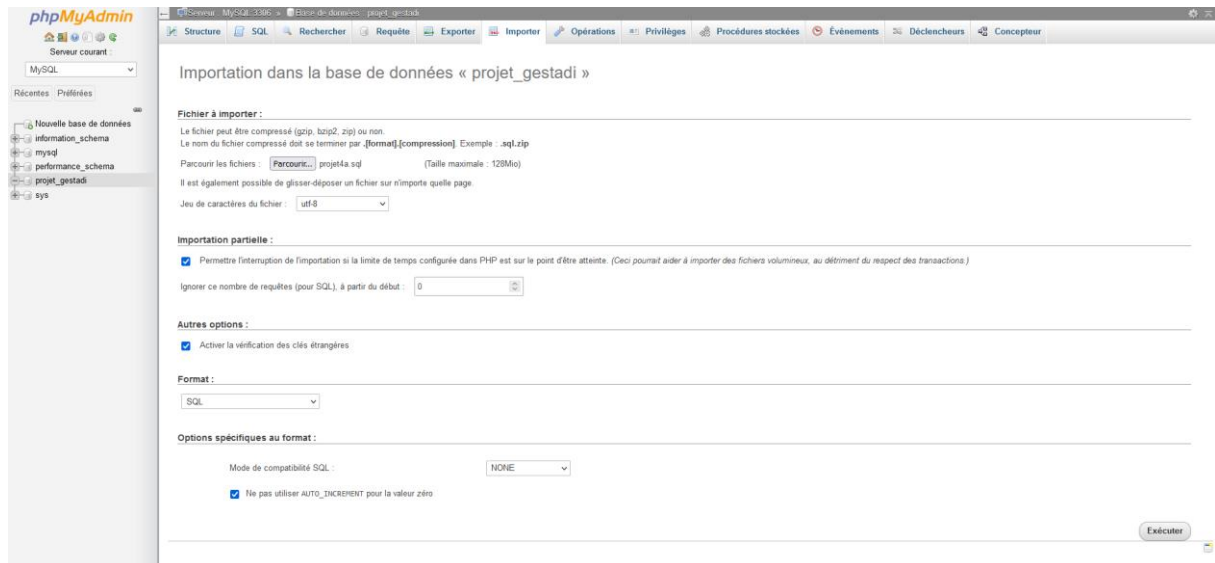 phpMyAdmin
Serveur courant :
MySQL
Récentes Préférées
Nouvelle base de données
information_schema
mysql
performance_schema
projet_gestadi
sys
Serveur : MySQL:3306 » Base de données : projet_gestadi
Structure SQL Rechercher Requête Exporter Importer Opérations Privilèges Procédures stockées Évènements Déclencheurs Concepteur
Importation dans la base de données « projet_gestadi »
Fichier à importer :
Le fichier peut être compressé (gzip, bzip2, zip) ou non.
Le nom du fichier compressé doit se terminer par .[format].[compression]. Exemple : .sql.zip
Parcourir les fichiers : Parcourir... projet4a.sql (Taille maximale : 128Mio)
Il est également possible de glisser-déposer un fichier sur n'importe quelle page.
Jeu de caractères du fichier : utf-8
Importation partielle :
Permettre l'interruption de l'importation si la limite de temps configurée dans PHP est sur le point d'être atteinte. (Ceci pourrait aider à importer des fichiers volumineux, au détriment du respect des transactions.)
Ignorer ce nombre de requêtes (pour SQL), à partir du début : 0
Autres options :
Activer la vérification des clés étrangères
Format :
SQL
Options spécifiques au format :
Mode de compatibilité SQL : NONE
Ne pas utiliser AUTO_INCREMENT pour la valeur zéro
Exécuter